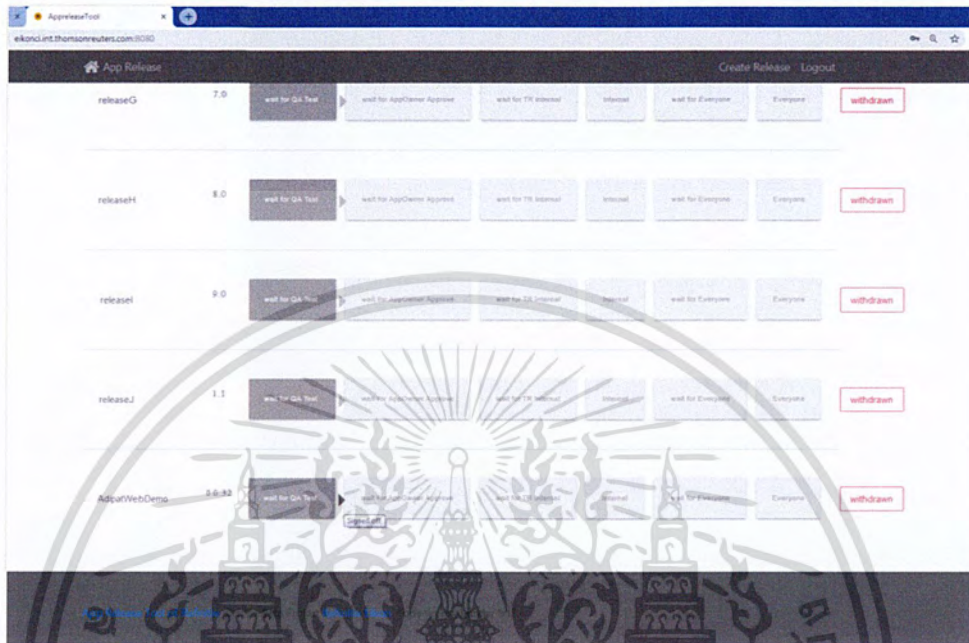 AppreleaseTool
eikonci.int.thomsonreuters.com:8080
App Release Create Release Logout
releaseG 7.0 wait for QA Test wait for AppOwner Approve wait for TR Internal Internal wait for Everyone Everyone withdrawn
releaseH 8.0 wait for QA Test wait for AppOwner Approve wait for TR Internal Internal wait for Everyone Everyone withdrawn
releaseI 9.0 wait for QA Test wait for AppOwner Approve wait for TR Internal Internal wait for Everyone Everyone withdrawn
releaseJ 1.1 wait for QA Test wait for AppOwner Approve wait for TR Internal Internal wait for Everyone Everyone withdrawn
AdipatWebDemo wait for QA Test wait for AppOwner Approve wait for TR Internal Internal wait for Everyone Everyone withdrawn